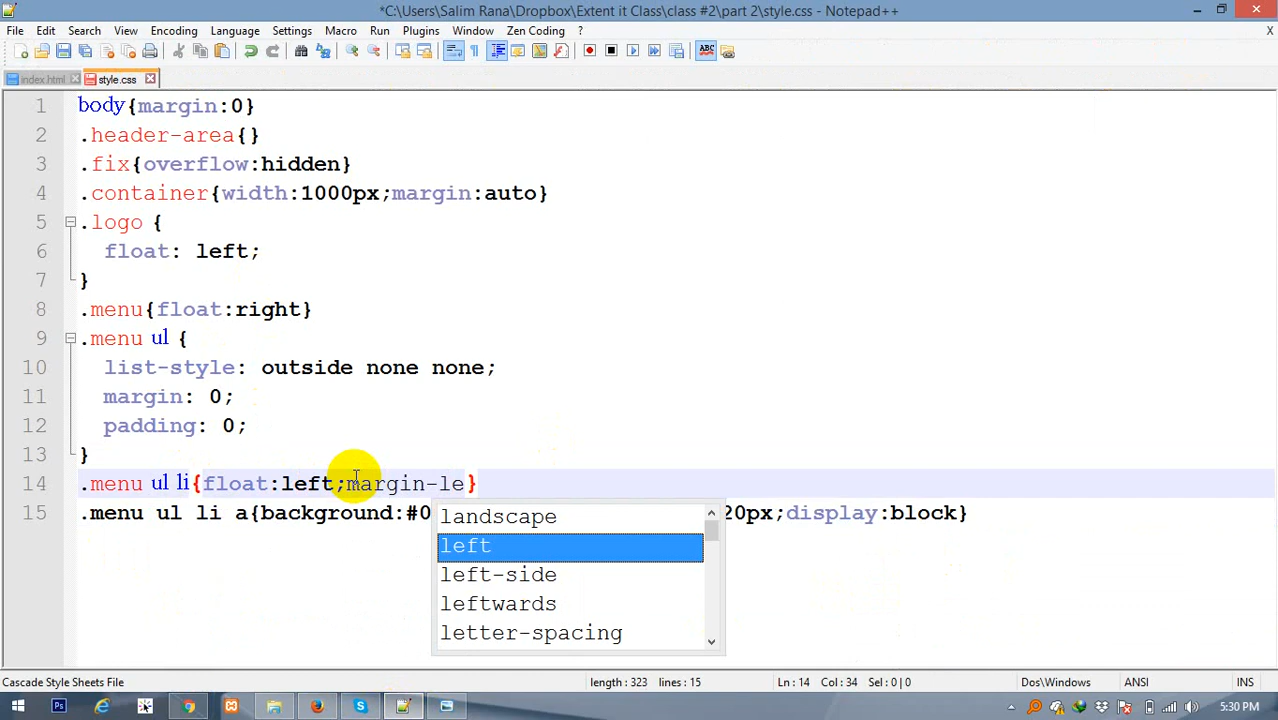 *C:\Users\Salim Rana\Dropbox\Extent it Class\class #2\part 2\style.css - Notepad++
File Edit Search View Encoding Language Settings Macro Run Plugins Window Zen Coding ? X
ABC
index.html style.css
1 body{margin:0}
2 .header-area{}
3 .fix{overflow:hidden}
4 .container{width:1000px;margin:auto}
5 .logo {
6 float: left;
7 }
8 .menu{float:right}
9 .menu ul {
10 list-style: outside none none;
11 margin: 0;
12 padding: 0;
13 }
14 .menu ul li{float:left;margin-le}
15 .menu ul li a{background:#0 20px;display:block}
landscape
left
left-side
leftwards
letter-spacing
Cascade Style Sheets File length : 323 lines : 15 Ln : 14 Col : 34 Sel : 0 | 0 Dos\Windows ANSI INS
Ps 5:30 PM